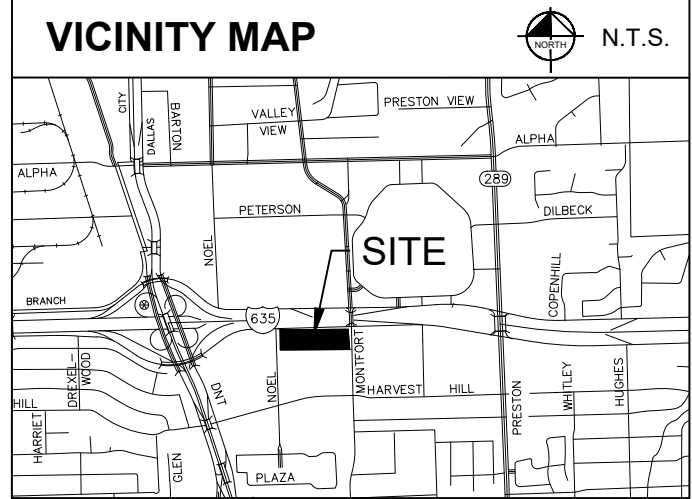 VICINITY MAP
NORTH
N.T.S.
CITY
DALLAS
BARTON
VALLEY
VIEW
PRESTON VIEW
ALPHA
ALPHA
289
PETERSON
DILBECK
NOEL
SITE
COPENHILL
BRANCH
635
DREXEL-
WOOD
DNT
NOEL
MONTFORT
HARVEST HILL
PRESTON
WHITLEY
HUGHES
HILL
HARRIET
GLEN
PLAZA